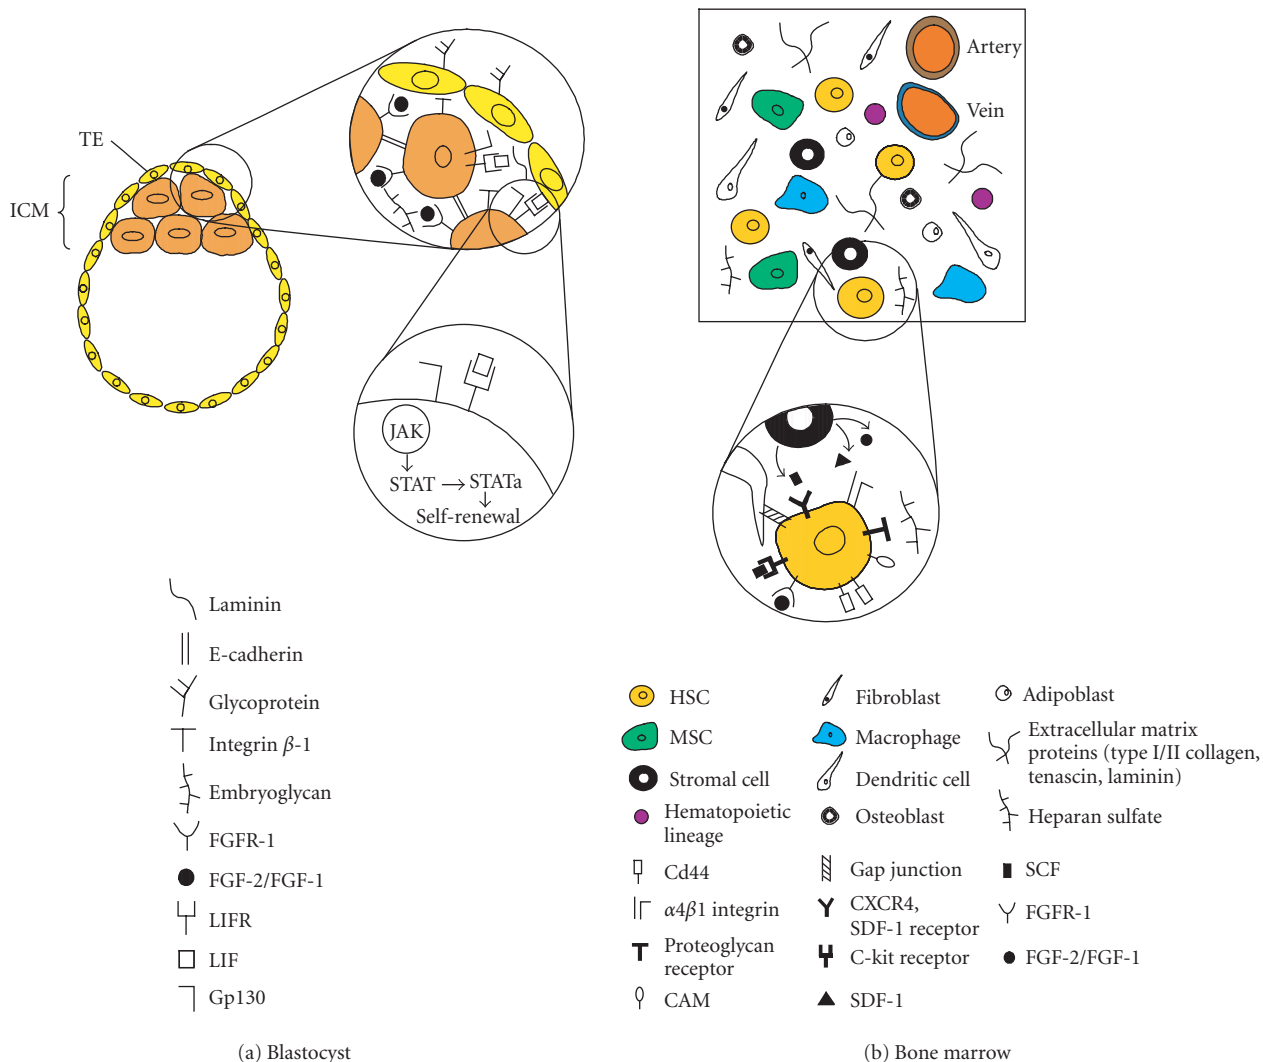 TE
ICM
JAK
STAT
STATa
Self-renewal
Laminin
E-cadherin
Glycoprotein
Integrin β-1
Embryoglycan
FGFR-1
FGF-2/FGF-1
LIFR
LIF
Gp130
(a) Blastocyst
Artery
Vein
HSC
MSC
Stromal cell
Hematopoietic
lineage
Cd44
α4β1 integrin
Proteoglycan
receptor
CAM
Fibroblast
Macrophage
Dendritic cell
Osteoblast
Gap junction
CXCR4,
SDF-1 receptor
C-kit receptor
SDF-1
Adipoblast
Extracellular matrix
proteins (type I/II collagen,
tenascin, laminin)
Heparan sulfate
SCF
FGFR-1
FGF-2/FGF-1
(b) Bone marrow